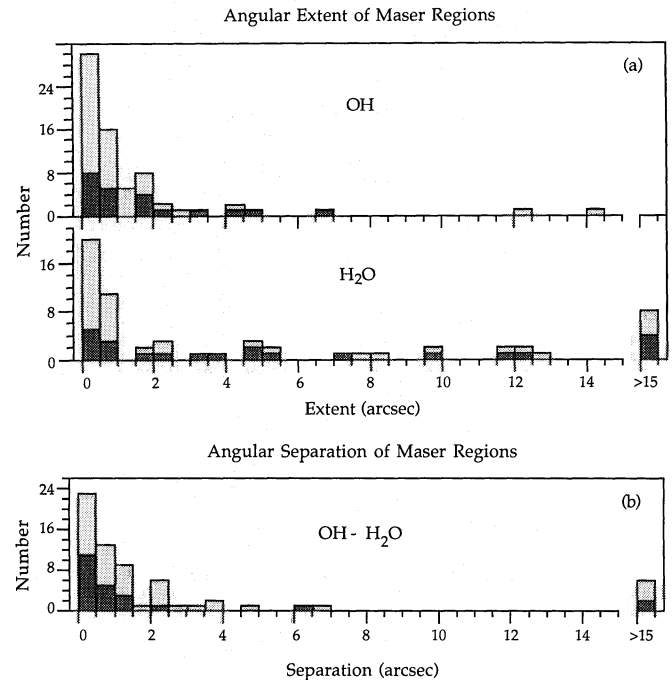 Angular Extent of Maser Regions
(a)
OH
24
16
8
0
Number
H2O
16
8
0
0 2 4 6 8 10 12 14 >15
Extent (arcsec)
Angular Separation of Maser Regions
(b)
OH - H2O
24
16
8
0
Number
0 2 4 6 8 10 12 14 >15
Separation (arcsec)